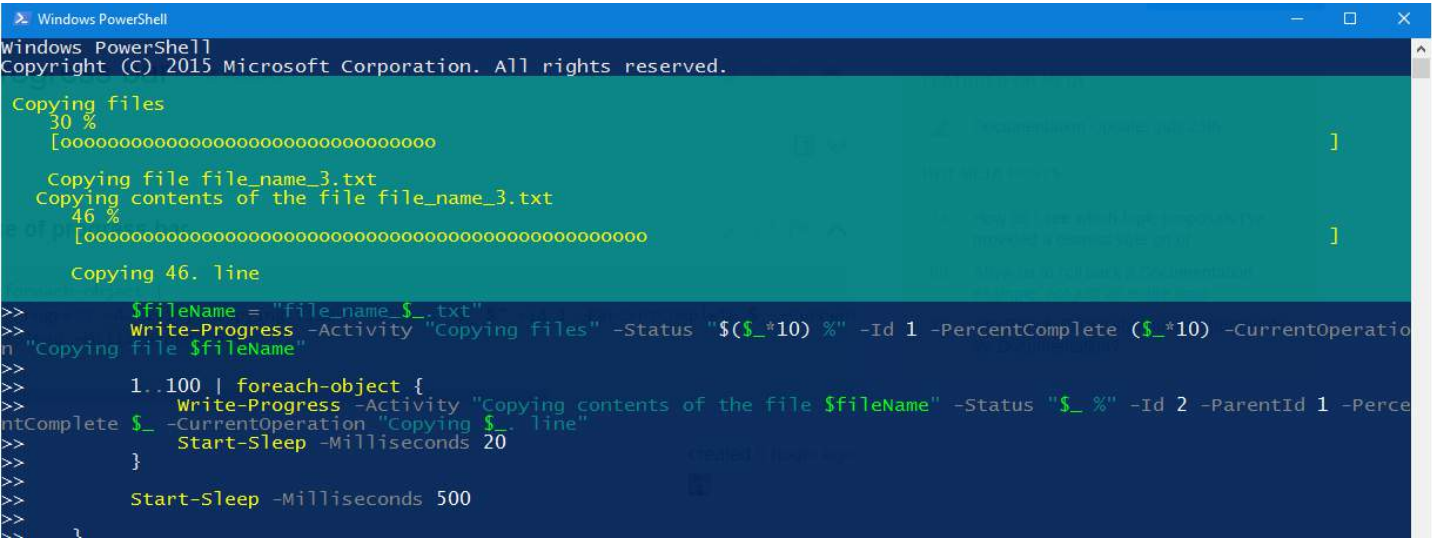 Windows PowerShell
Windows PowerShell
Copyright (C) 2015 Microsoft Corporation. All rights reserved.
Copying files
30 %
[oooooooooooooooooooooooooooooooo ]
Copying file file_name_3.txt
Copying contents of the file file_name_3.txt
46 %
[oooooooooooooooooooooooooooooooooooooooooooooooo ]
Copying 46. line
>> $fileName = "file_name_$_.txt"
>> Write-Progress -Activity "Copying files" -Status "$($_*10) %" -Id 1 -PercentComplete ($_*10) -CurrentOperatio
n "Copying file $fileName"
>>
>> 1..100 | foreach-object {
>> Write-Progress -Activity "Copying contents of the file $fileName" -Status "$_ %" -Id 2 -ParentId 1 -Perce
ntComplete $_ -CurrentOperation "Copying $_. line"
>> Start-Sleep -Milliseconds 20
>> }
>>
>> Start-Sleep -Milliseconds 500
>>
>> }